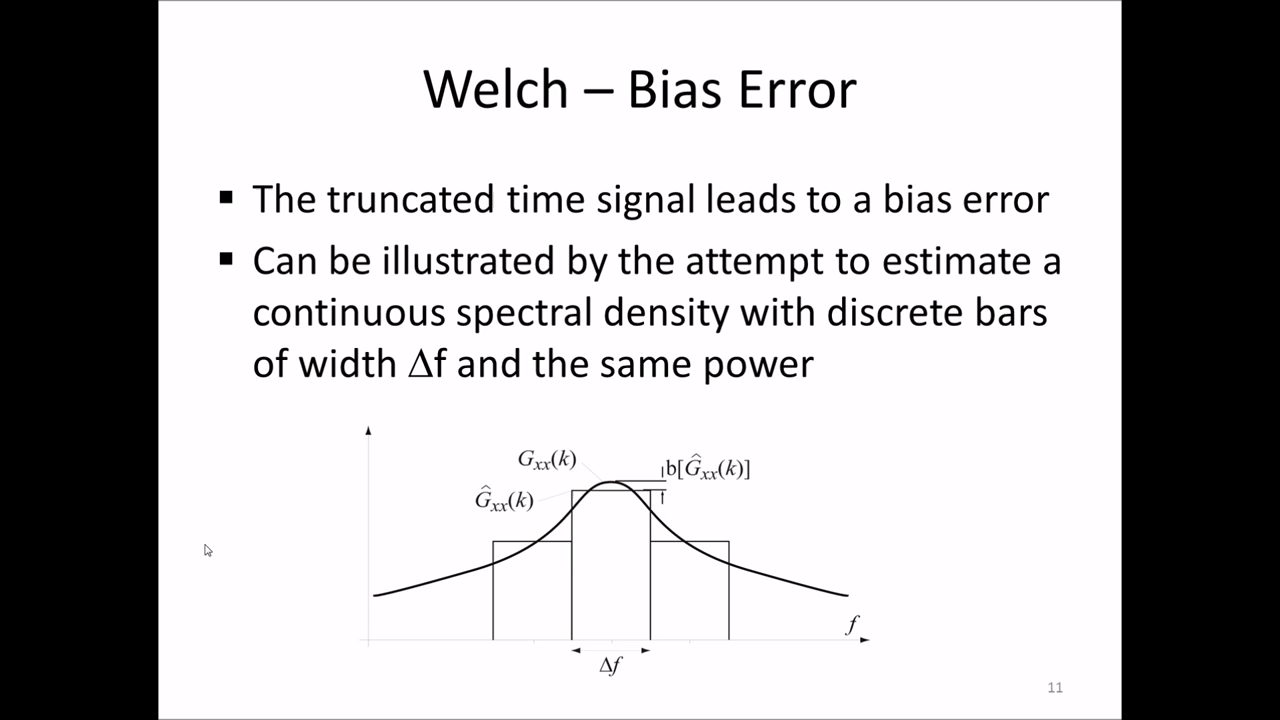 Welch – Bias Error
▪ The truncated time signal leads to a bias error
▪ Can be illustrated by the attempt to estimate a
continuous spectral density with discrete bars
of width Δf and the same power
Gxx(k)
b[Ĝxx(k)]
Ĝxx(k)
f
Δf
11